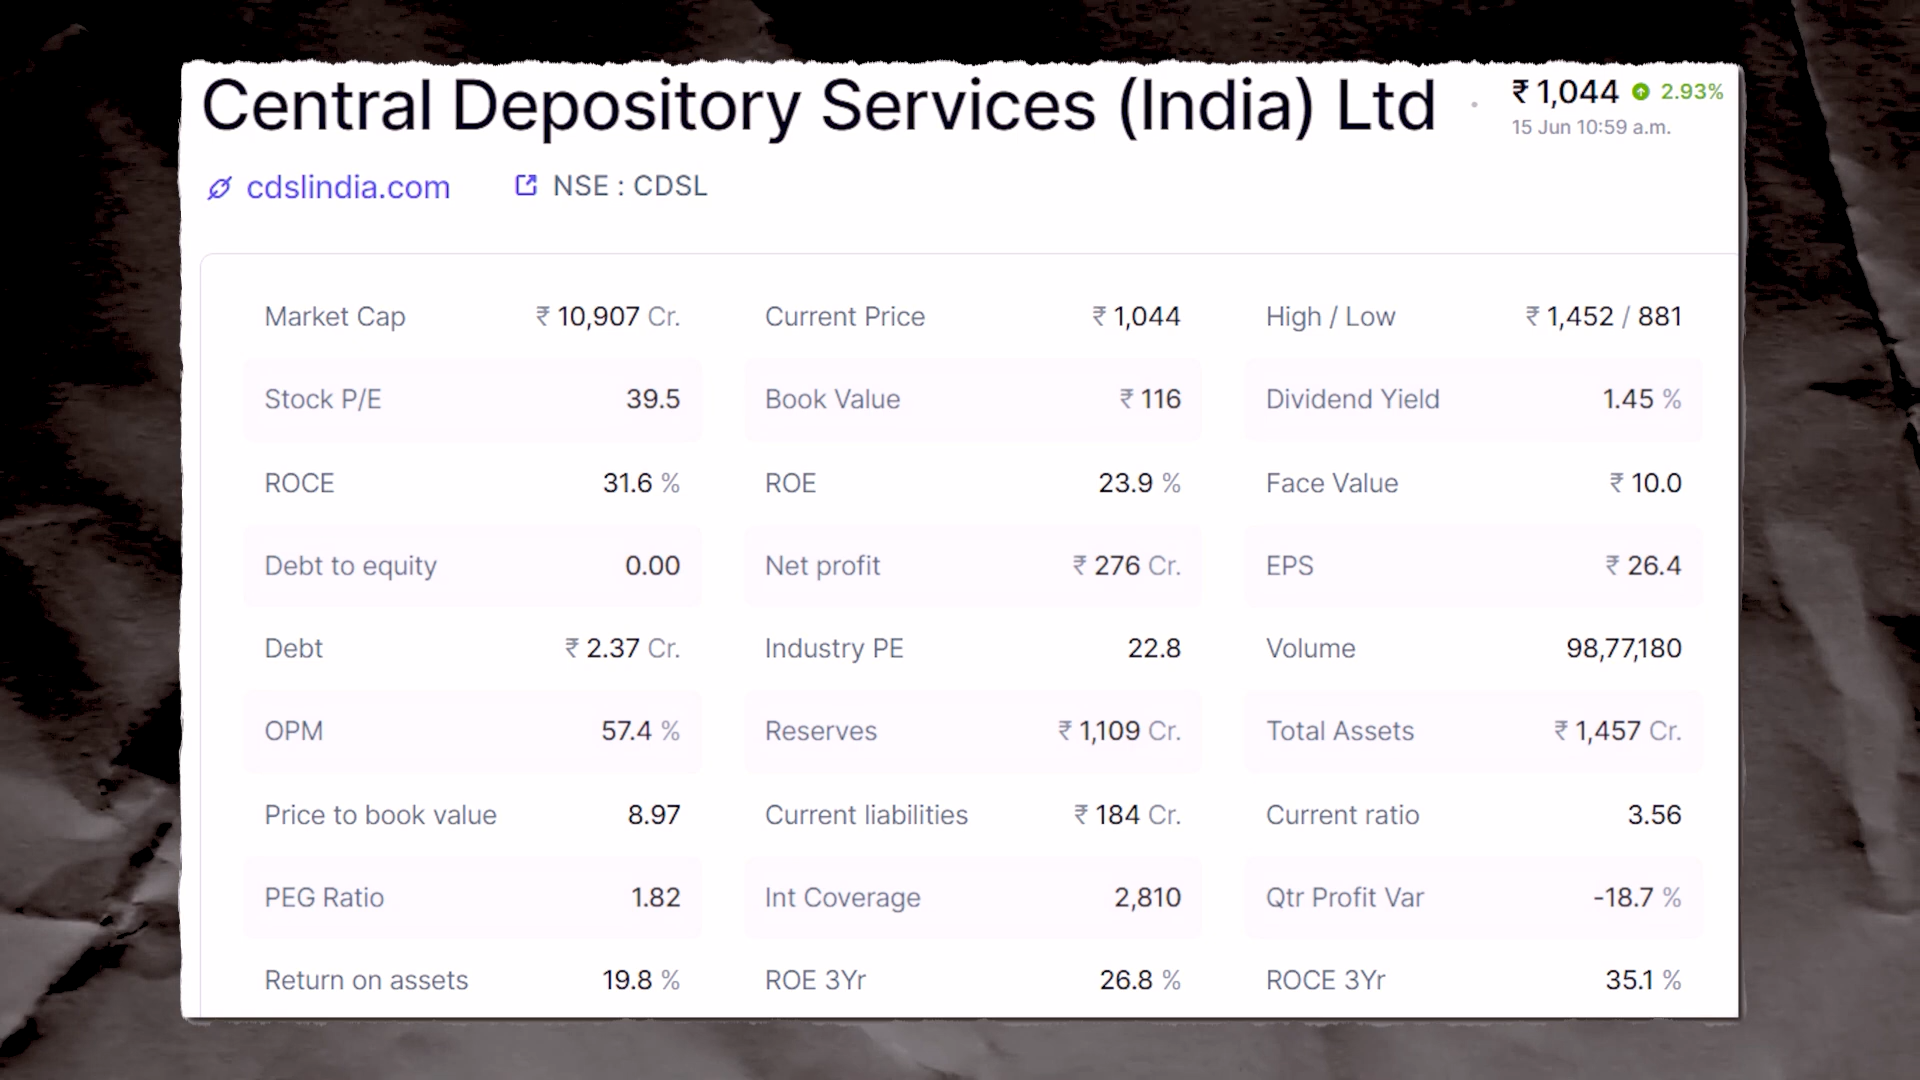 Central Depository Services (India) Ltd
₹ 1,044 2.93%
15 Jun 10:59 a.m.
cdslindia.com NSE : CDSL
Market Cap ₹ 10,907 Cr. Current Price ₹ 1,044 High / Low ₹ 1,452 / 881
Stock P/E 39.5 Book Value ₹ 116 Dividend Yield 1.45 %
ROCE 31.6 % ROE 23.9 % Face Value ₹ 10.0
Debt to equity 0.00 Net profit ₹ 276 Cr. EPS ₹ 26.4
Debt ₹ 2.37 Cr. Industry PE 22.8 Volume 98,77,180
OPM 57.4 % Reserves ₹ 1,109 Cr. Total Assets ₹ 1,457 Cr.
Price to book value 8.97 Current liabilities ₹ 184 Cr. Current ratio 3.56
PEG Ratio 1.82 Int Coverage 2,810 Qtr Profit Var -18.7 %
Return on assets 19.8 % ROE 3Yr 26.8 % ROCE 3Yr 35.1 %